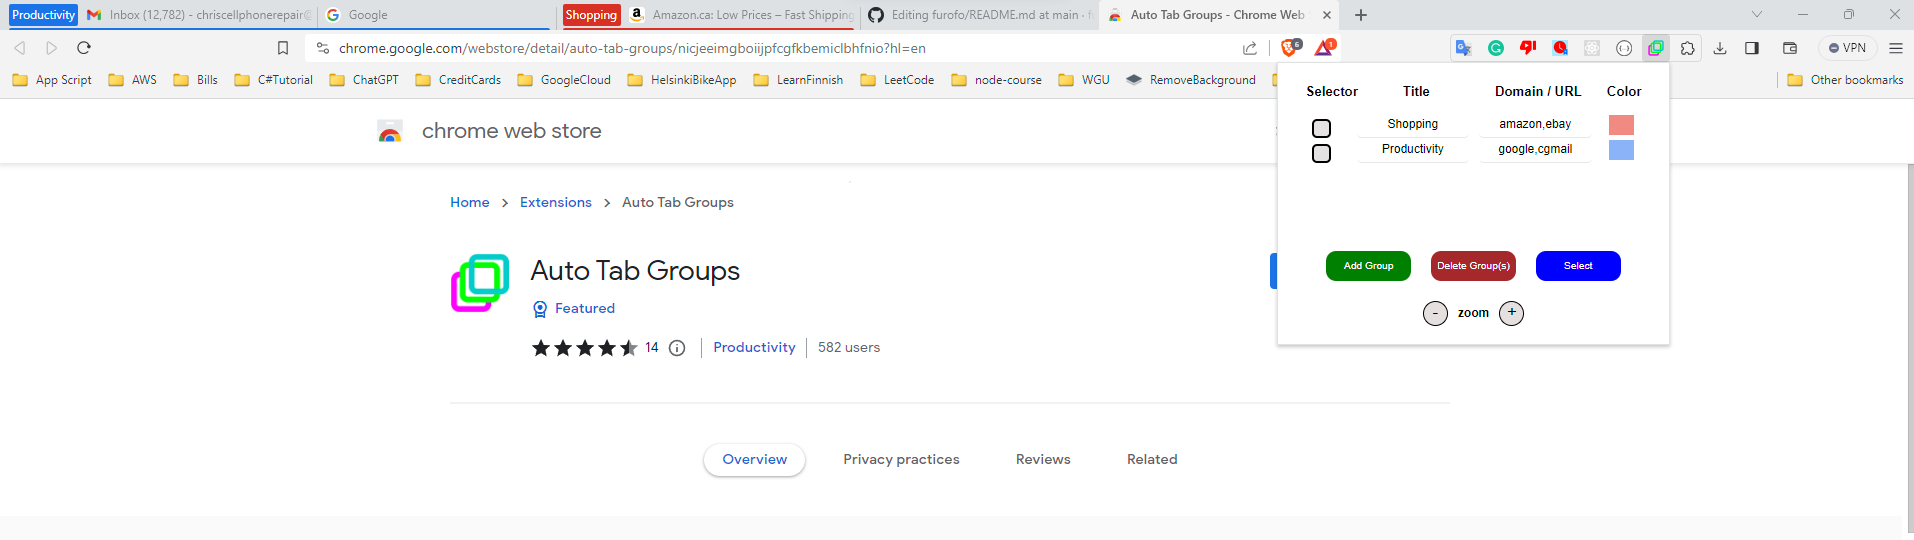 Productivity Inbox (12,782) - chriscellphonerepair@ Google Shopping Amazon.ca: Low Prices – Fast Shipping Editing furofo/README.md at main · f Auto Tab Groups - Chrome Web
chrome.google.com/webstore/detail/auto-tab-groups/nicjeeimgboiijpfcgfkbemiclbhfnio?hl=en 6 1 VPN
App Script AWS Bills C#Tutorial ChatGPT CreditCards GoogleCloud HelsinkiBikeApp LearnFinnish LeetCode node-course WGU RemoveBackground Other bookmarks
Selector Title Domain / URL Color
Shopping amazon,ebay
Productivity google,cgmail
Add Group Delete Group(s) Select
- zoom +
chrome web store
Home Extensions Auto Tab Groups
Auto Tab Groups
Featured
14 Productivity 582 users
Overview Privacy practices Reviews Related